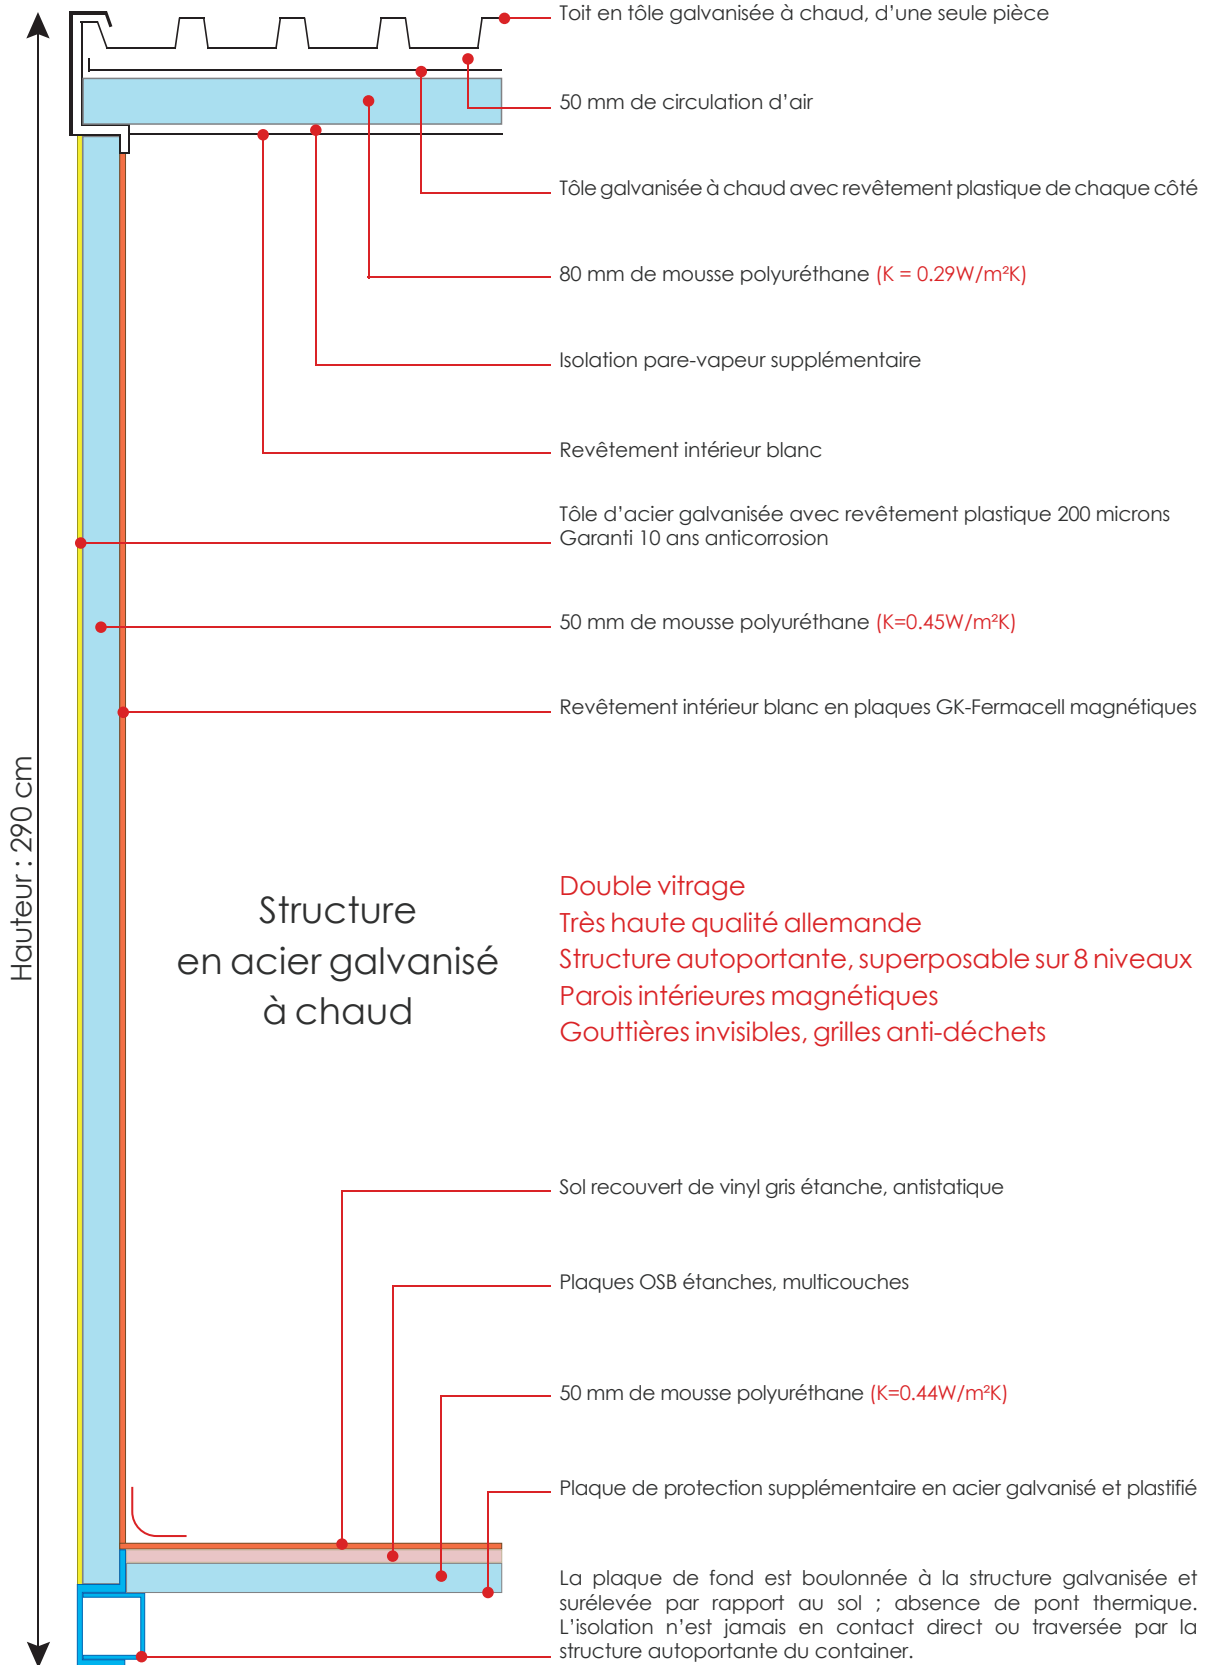 Toit en tôle galvanisée à chaud, d’une seule pièce
50 mm de circulation d’air
Tôle galvanisée à chaud avec revêtement plastique de chaque côté
80 mm de mousse polyuréthane (K = 0.29W/m²K)
Isolation pare-vapeur supplémentaire
Revêtement intérieur blanc
Tôle d’acier galvanisée avec revêtement plastique 200 microns
Garanti 10 ans anticorrosion
50 mm de mousse polyuréthane (K=0.45W/m²K)
Revêtement intérieur blanc en plaques GK-Fermacell magnétiques
Hauteur : 290 cm
Structure
en acier galvanisé
à chaud
Double vitrage
Très haute qualité allemande
Structure autoportante, superposable sur 8 niveaux
Parois intérieures magnétiques
Gouttières invisibles, grilles anti-déchets
Sol recouvert de vinyl gris étanche, antistatique
Plaques OSB étanches, multicouches
50 mm de mousse polyuréthane (K=0.44W/m²K)
Plaque de protection supplémentaire en acier galvanisé et plastifié
La plaque de fond est boulonnée à la structure galvanisée et
surélevée par rapport au sol ; absence de pont thermique.
L’isolation n’est jamais en contact direct ou traversée par la
structure autoportante du container.